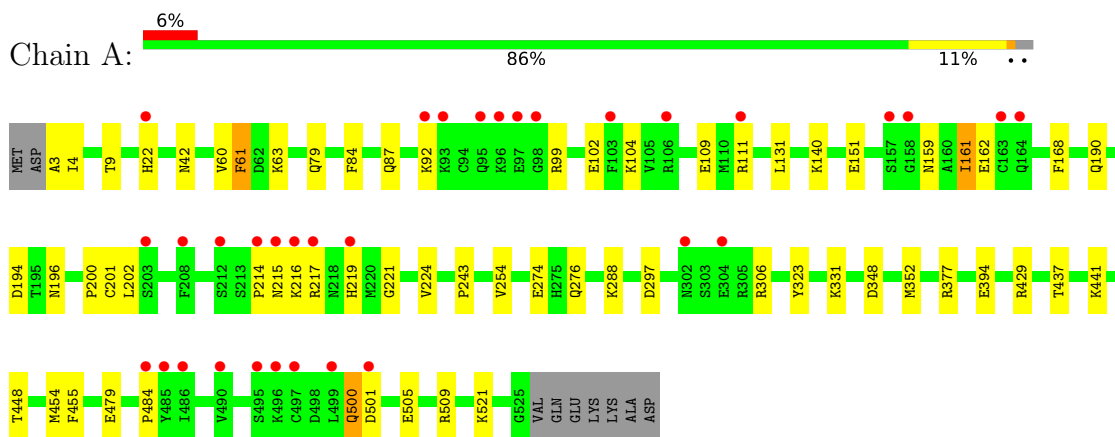 6%
Chain A:
86% 11% • •
MET ASP A3 I4 T9 H22 N42 V60 F61 D62 K63 Q79 F84 Q87 K92 K93 C94 Q95 K96 E97 G98 R99 E102 F103 K104 V105 R106 E109 M110 R111 L131 K140 E151 S157 G158 N159 A160 I161 E162 C163 Q164 F168 Q190
D194 T195 N196 P200 C201 L202 S203 F208 S212 S213 P214 N215 K216 R217 N218 H219 M220 G221 V224 P243 V254 E274 H275 Q276 K288 D297 N302 S303 E304 R305 R306 Y323 K331 D348 M352 R377 E394 R429 T437 K441
T448 M454 F455 E479 P484 Y485 I486 V490 S495 K496 C497 D498 L499 Q500 D501 E505 R509 K521 G525 VAL GLN GLU LYS LYS ALA ASP